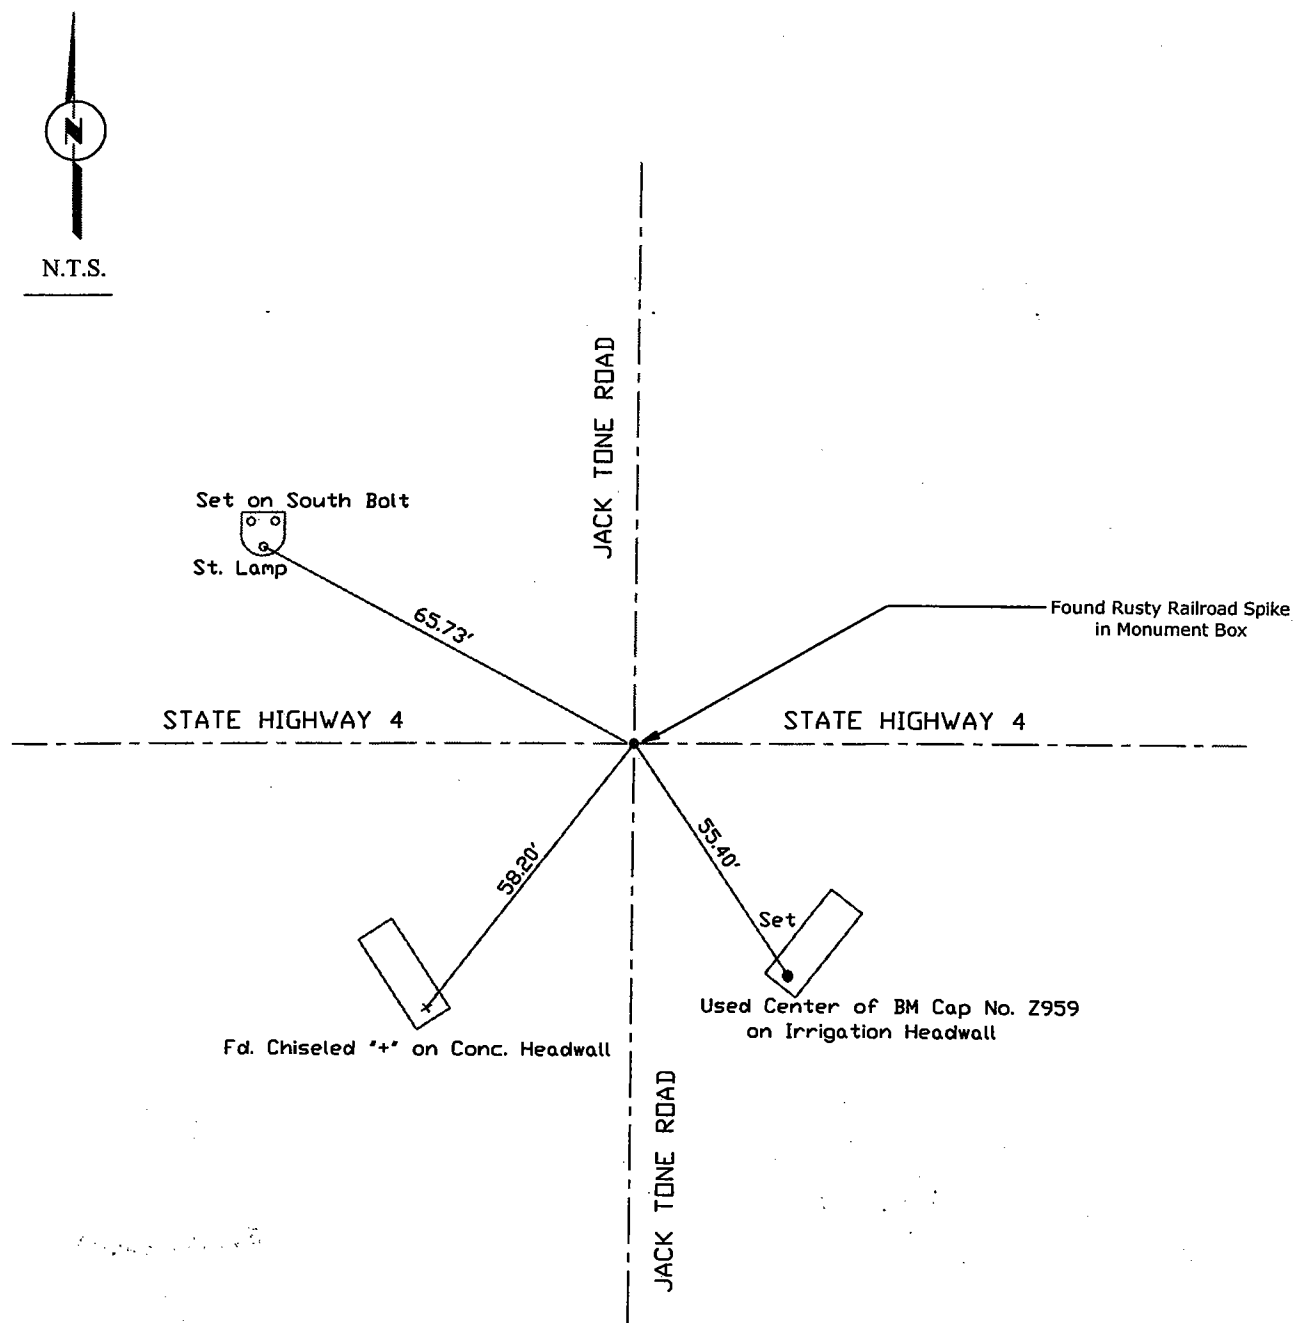 N
N.T.S.
JACK TONE ROAD
Set on South Bolt
St. Lamp
65.73'
Found Rusty Railroad Spike
in Monument Box
STATE HIGHWAY 4
STATE HIGHWAY 4
58.20'
55.40'
Set
Used Center of BM Cap No. Z959
on Irrigation Headwall
Fd. Chiseled "+" on Conc. Headwall
JACK TONE ROAD